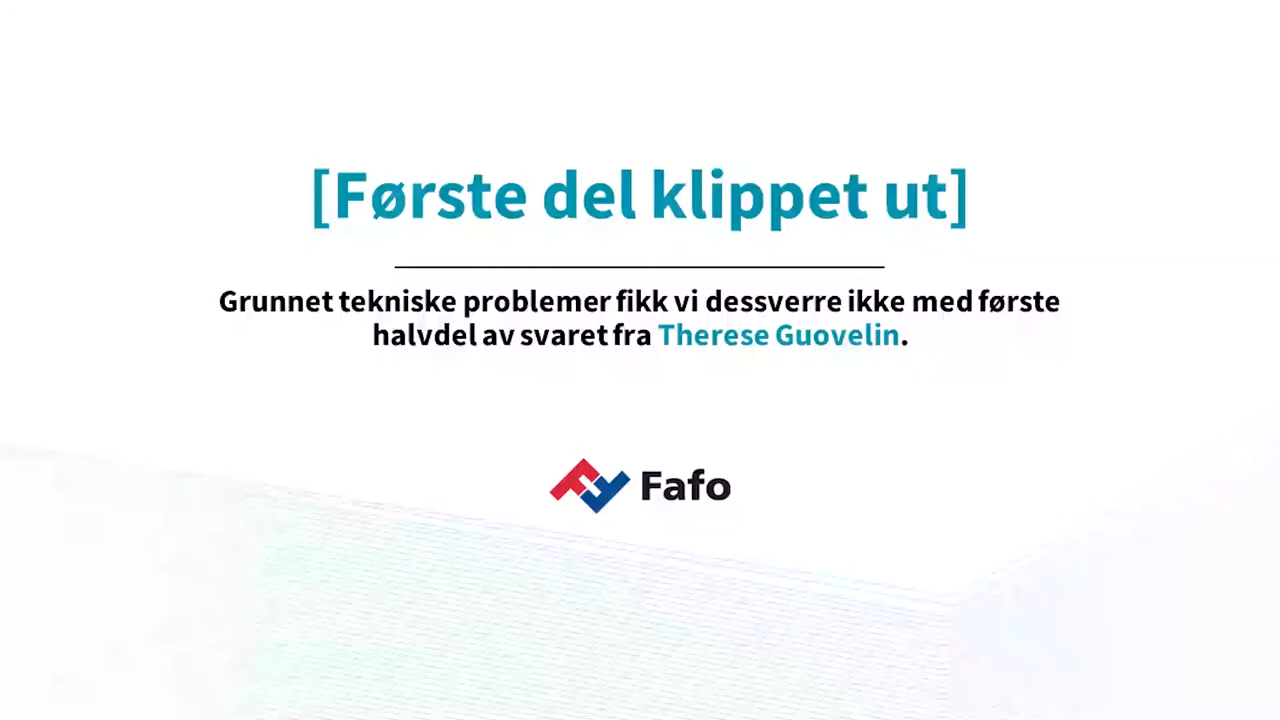 [Første del klippet ut]
Grunnet tekniske problemer fikk vi dessverre ikke med første
halvdel av svaret fra Therese Guovelin.
Fafo